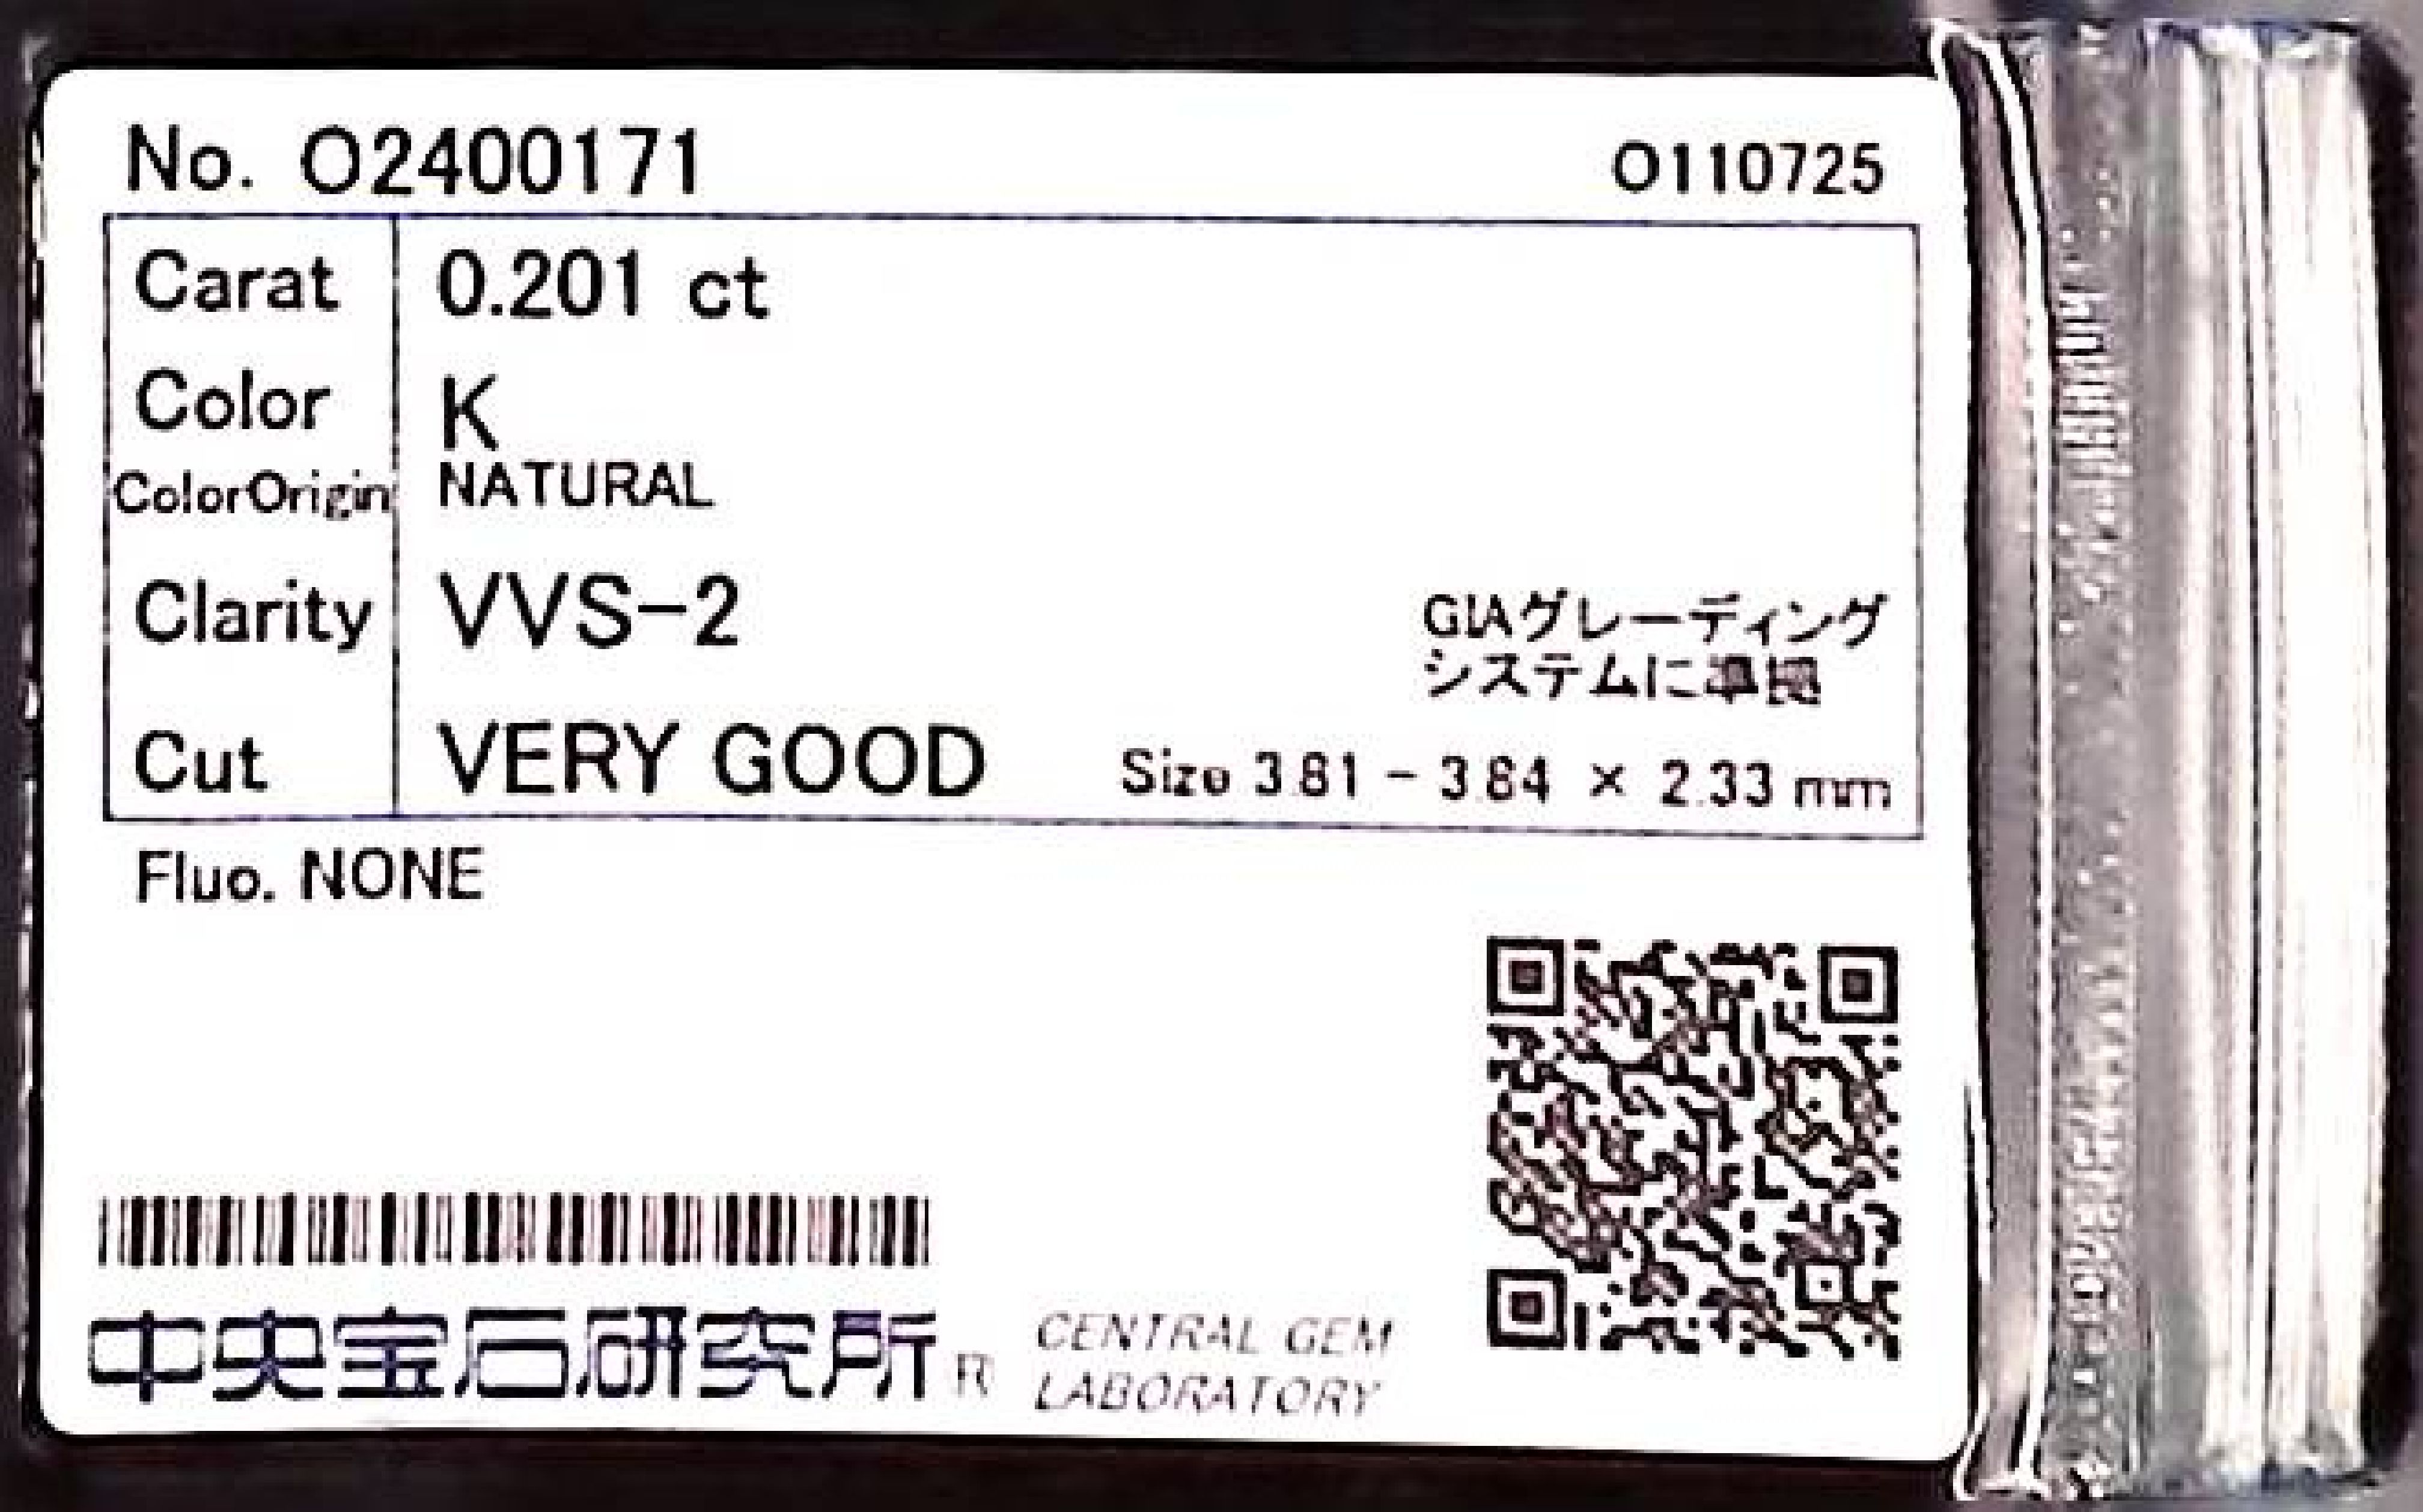 No. O2400171 O110725
Carat 0.201 ct
Color K
ColorOrigin NATURAL
Clarity VVS-2
GIAグレーディング
システムに準拠
Cut VERY GOOD Size 3.81 - 3.84 × 2.33 mm
Fluo. NONE
中央宝石研究所 R CENTRAL GEM
LABORATORY